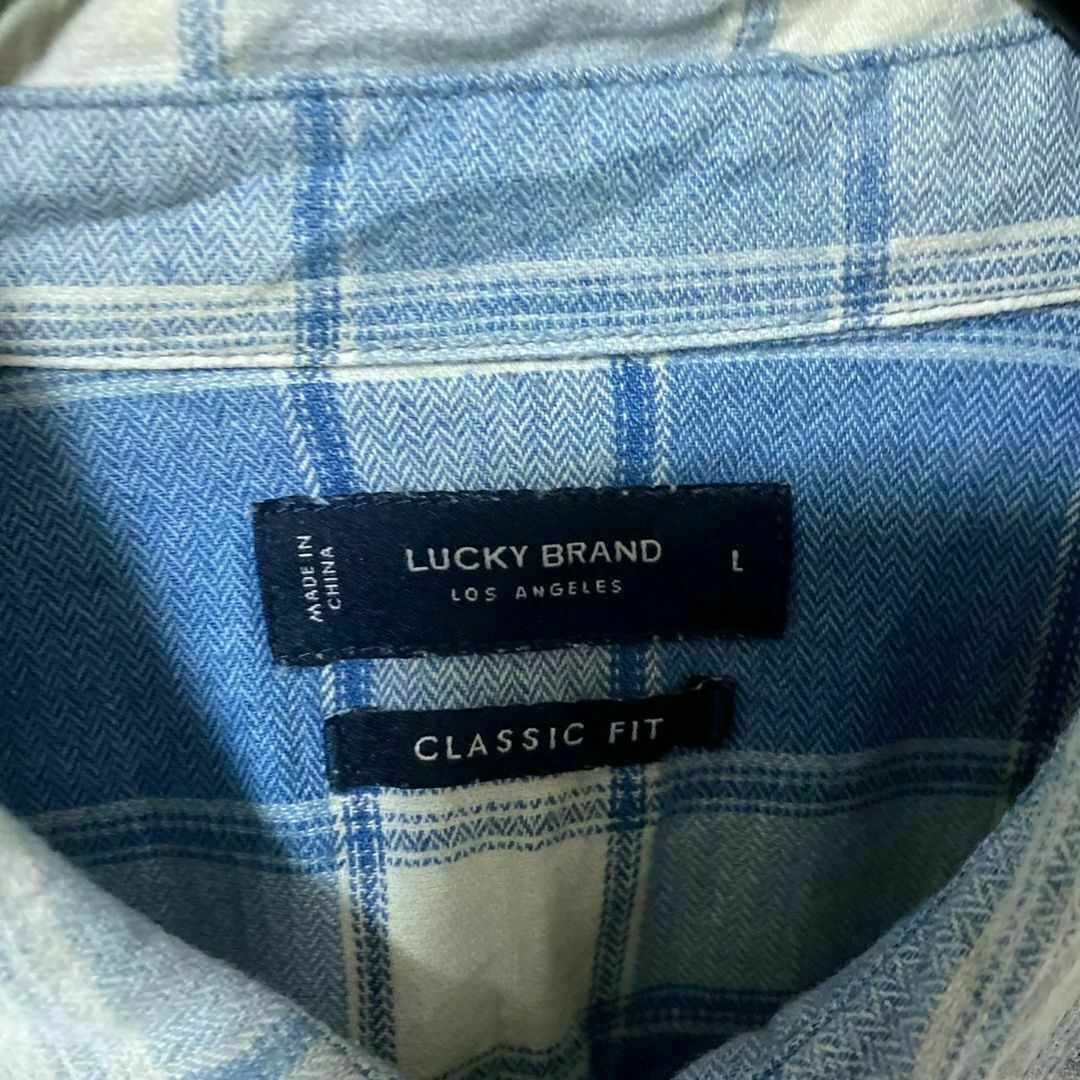 MADE IN
CHINA
LUCKY BRAND
LOS ANGELES
L
CLASSIC FIT